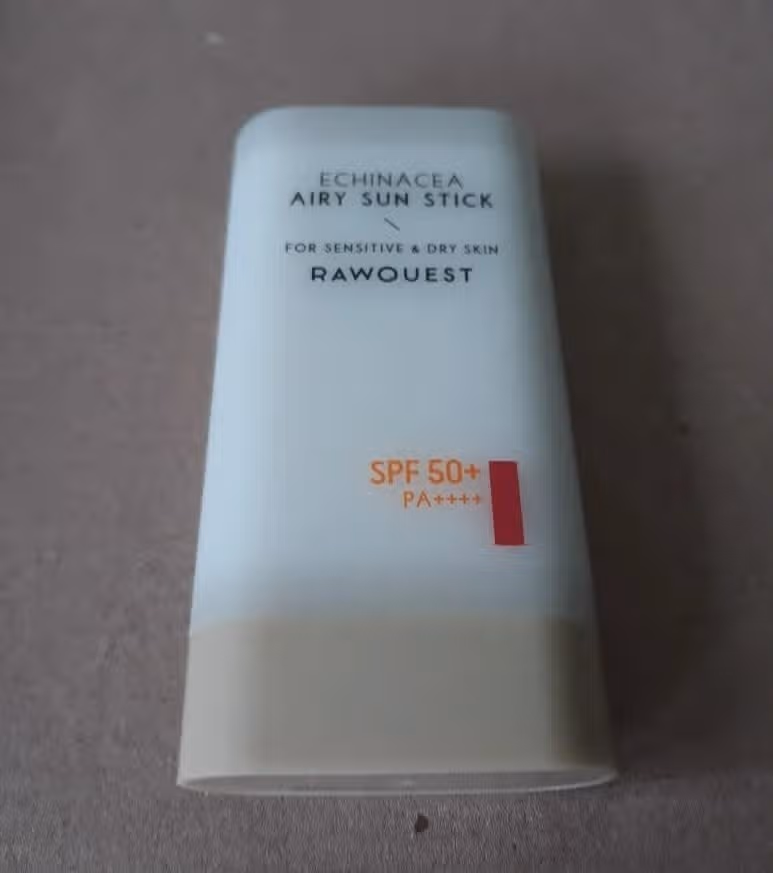 ECHINACEA
AIRY SUN STICK
FOR SENSITIVE & DRY SKIN
RAWQUEST
SPF 50+
PA++++